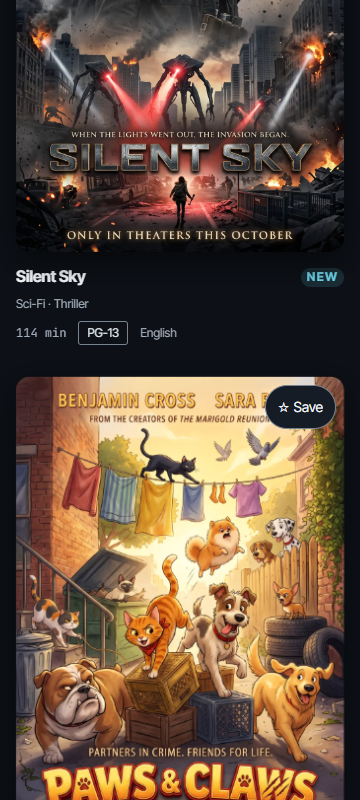 WHEN THE LIGHTS WENT OUT, THE INVASION BEGAN.
SILENT SKY
ONLY IN THEATERS THIS OCTOBER
Silent Sky
NEW
Sci-Fi · Thriller
114 min PG-13 English
BENJAMIN CROSS SARA
☆ Save
FROM THE CREATORS OF THE MARIGOLD REUNION
PARTNERS IN CRIME. FRIENDS FOR LIFE.
PAWS & CLAWS